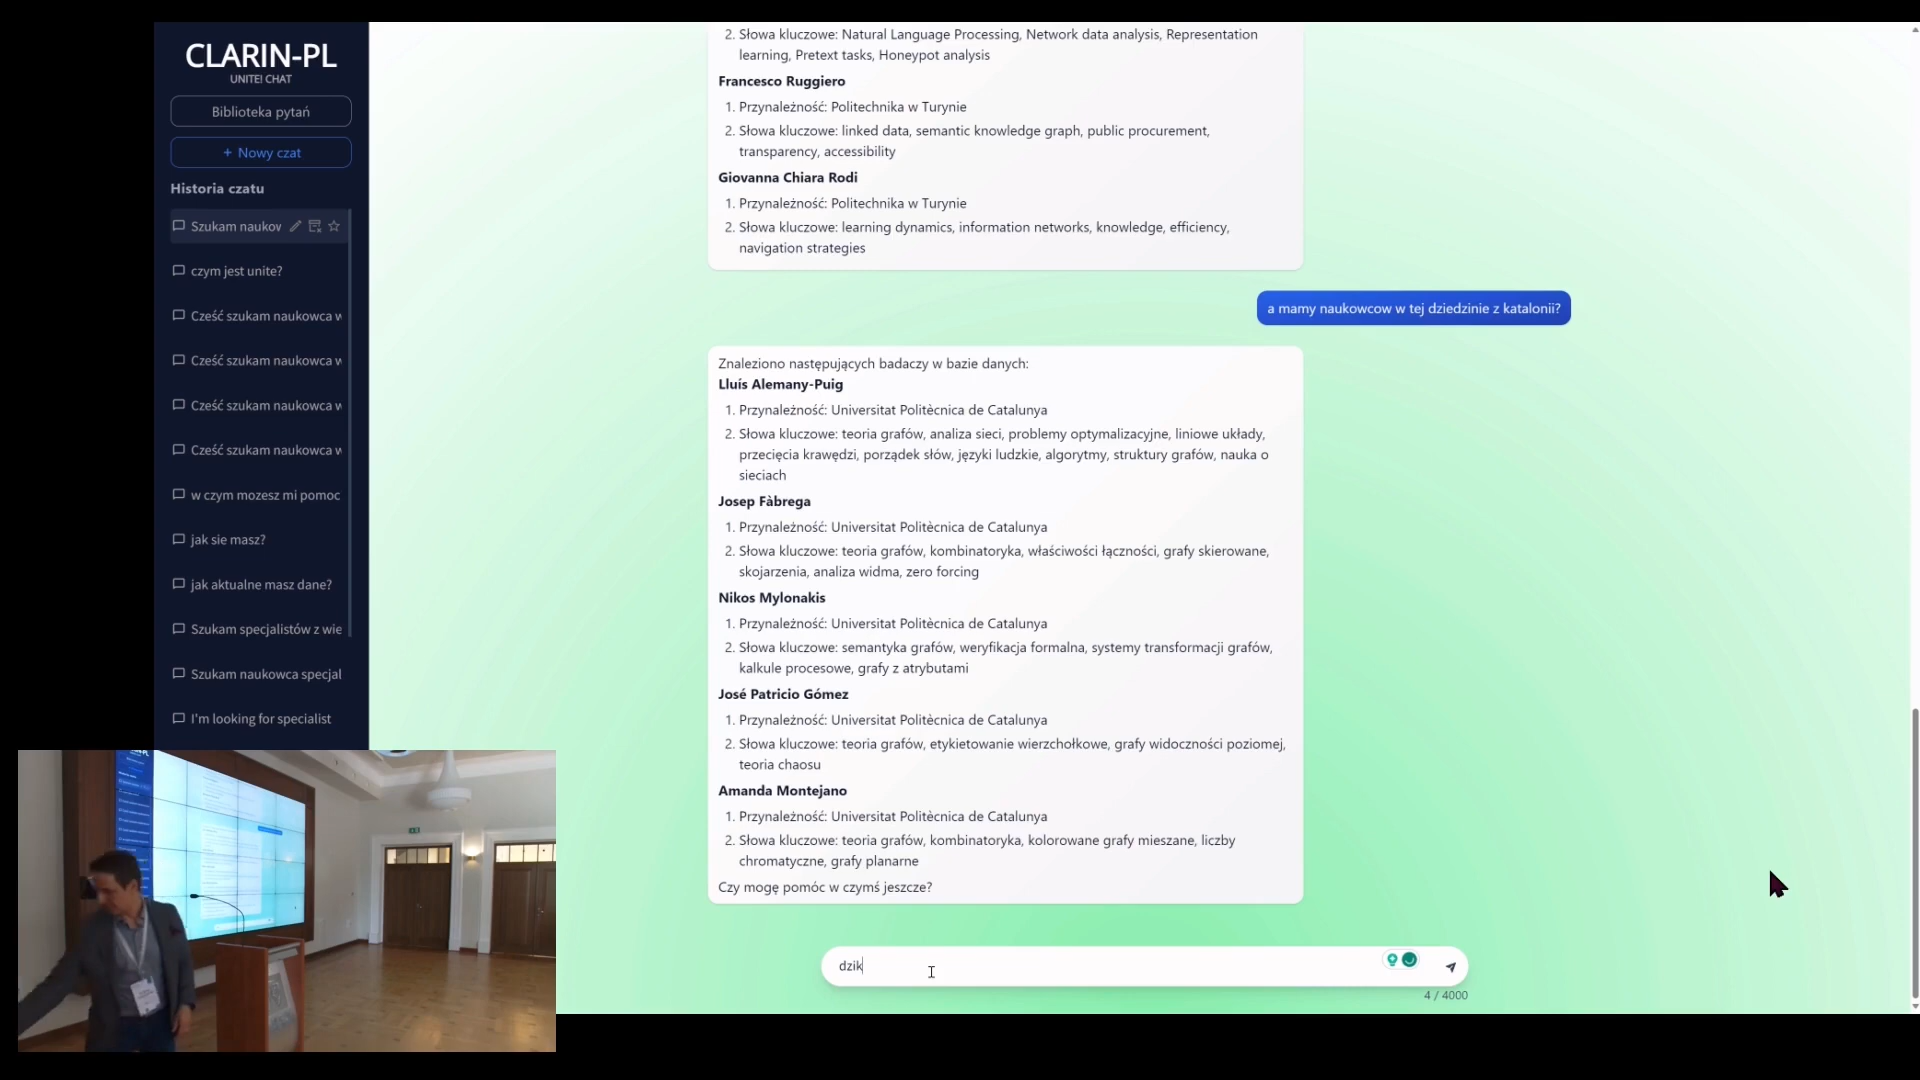 CLARIN-PL
UNITE! CHAT
Biblioteka pytań
+ Nowy czat
Historia czatu
Szukam naukov
czym jest unite?
Cześć szukam naukowca w
Cześć szukam naukowca w
Cześć szukam naukowca w
Cześć szukam naukowca w
w czym mozesz mi pomoc
jak sie masz?
jak aktualne masz dane?
Szukam specjalistów z wie
Szukam naukowca specjal
I'm looking for specialist
2. Słowa kluczowe: Natural Language Processing, Network data analysis, Representation
learning, Pretext tasks, Honeypot analysis
Francesco Ruggiero
1. Przynależność: Politechnika w Turynie
2. Słowa kluczowe: linked data, semantic knowledge graph, public procurement,
transparency, accessibility
Giovanna Chiara Rodi
1. Przynależność: Politechnika w Turynie
2. Słowa kluczowe: learning dynamics, information networks, knowledge, efficiency,
navigation strategies
a mamy naukowcow w tej dziedzinie z katalonii?
Znaleziono następujących badaczy w bazie danych:
Lluís Alemany-Puig
1. Przynależność: Universitat Politècnica de Catalunya
2. Słowa kluczowe: teoria grafów, analiza sieci, problemy optymalizacyjne, liniowe układy,
przecięcia krawędzi, porządek słów, języki ludzkie, algorytmy, struktury grafów, nauka o
sieciach
Josep Fàbrega
1. Przynależność: Universitat Politècnica de Catalunya
2. Słowa kluczowe: teoria grafów, kombinatoryka, właściwości łączności, grafy skierowane,
skojarzenia, analiza widma, zero forcing
Nikos Mylonakis
1. Przynależność: Universitat Politècnica de Catalunya
2. Słowa kluczowe: semantyka grafów, weryfikacja formalna, systemy transformacji grafów,
kalkule procesowe, grafy z atrybutami
José Patricio Gómez
1. Przynależność: Universitat Politècnica de Catalunya
2. Słowa kluczowe: teoria grafów, etykietowanie wierzchołkowe, grafy widoczności poziomej,
teoria chaosu
Amanda Montejano
1. Przynależność: Universitat Politècnica de Catalunya
2. Słowa kluczowe: teoria grafów, kombinatoryka, kolorowane grafy mieszane, liczby
chromatyczne, grafy planarne
Czy mogę pomóc w czymś jeszcze?
dzik
4 / 4000